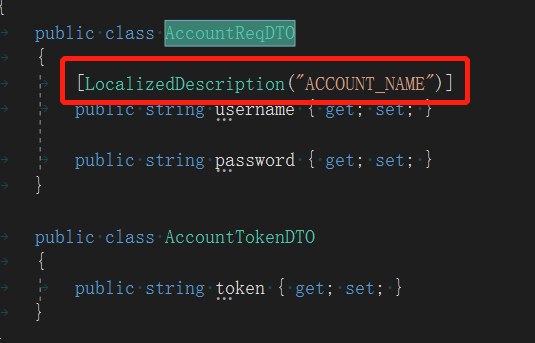 {
public class AccountReqDTO
{
[LocalizedDescription("ACCOUNT_NAME")]
public string username { get; set; }
public string password { get; set; }
}
public class AccountTokenDTO
{
public string token { get; set; }
}